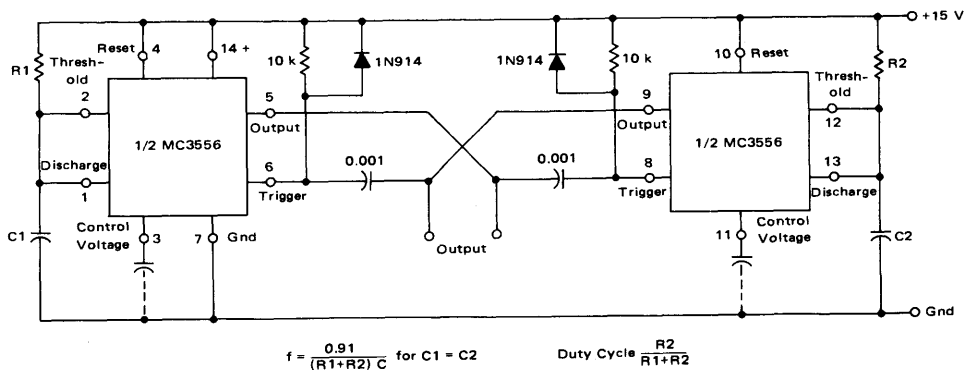 +15 V
Reset 4
14 +
10
Reset
R1
10 k
1N914
1N914
10 k
R2
Thresh-
old
2
5
Output
9
Output
Thresh-
old
12
1/2 MC3556
1/2 MC3556
Discharge
1
6
Trigger
0.001
0.001
8
Trigger
13
Discharge
C1
Control
Voltage
3
7
Gnd
Output
11
Control
Voltage
C2
Gnd
f = 0.91 / (R1+R2) C for C1 = C2
Duty Cycle R2 / R1+R2